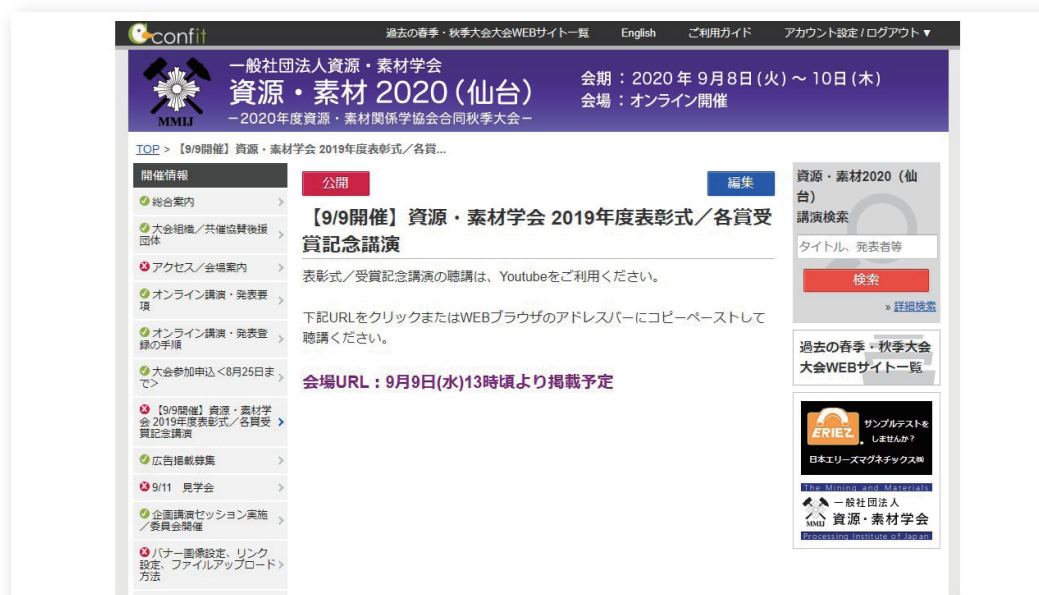 confit
過去の春季・秋季大会大会WEBサイト一覧 English ご利用ガイド アカウント設定 / ログアウト ▼
一般社団法人資源・素材学会
資源・素材 2020（仙台）
－2020年度資源・素材関係学協会合同秋季大会－
MMIJ
会期：2020 年 9月8日(火) ～ 10日(木)
会場：オンライン開催
TOP > 【9/9開催】資源・素材学会 2019年度表彰式／各賞...
開催情報
総合案内
大会組織／共催協賛後援
団体
アクセス／会場案内
オンライン講演・発表要
項
オンライン講演・発表登
録の手順
大会参加申込<8月25日ま
で>
【9/9開催】資源・素材学
会 2019年度表彰式／各賞受
賞記念講演
広告掲載募集
9/11 見学会
企画講演セッション実施
／委員会開催
バナー画像設定、リンク
設定、ファイルアップロード
方法
公開
編集
【9/9開催】資源・素材学会 2019年度表彰式／各賞受
賞記念講演
表彰式／受賞記念講演の聴講は、Youtubeをご利用ください。
下記URLをクリックまたはWEBブラウザのアドレスバーにコピーペーストして
聴講ください。
会場URL：9月9日(水)13時頃より掲載予定
資源・素材2020（仙
台）
講演検索
タイトル、発表者等
検索
» 詳細検索
過去の春季・秋季大会
大会WEBサイト一覧
ERIEZ
サンプルテストを
しませんか？
日本エリーズマグネチックス㈱
The Mining and Materials
一般社団法人
MMIJ 資源・素材学会
Processing Institute of Japan